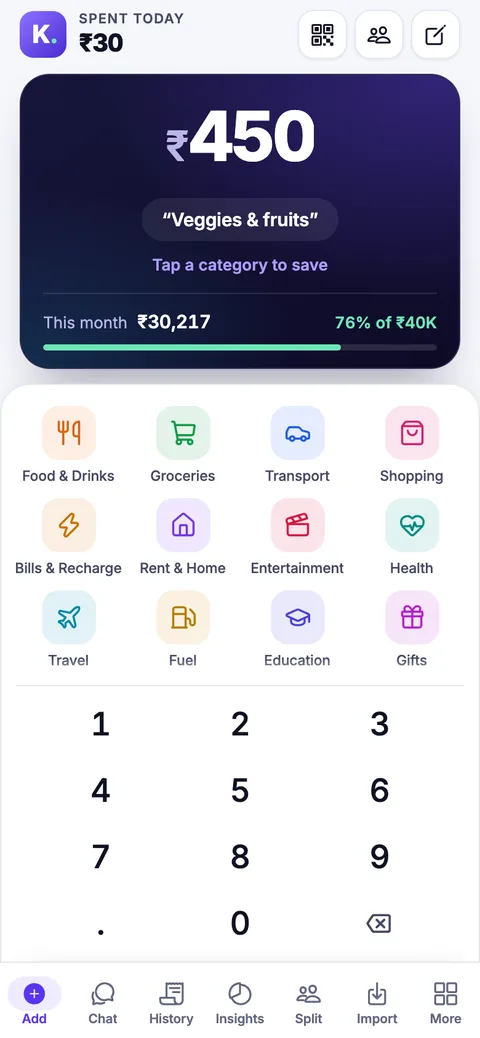 K.
SPENT TODAY
₹30
₹450
“Veggies & fruits”
Tap a category to save
This month ₹30,217 76% of ₹40K
Food & Drinks Groceries Transport Shopping
Bills & Recharge Rent & Home Entertainment Health
Travel Fuel Education Gifts
1 2 3
4 5 6
7 8 9
. 0
Add Chat History Insights Split Import More